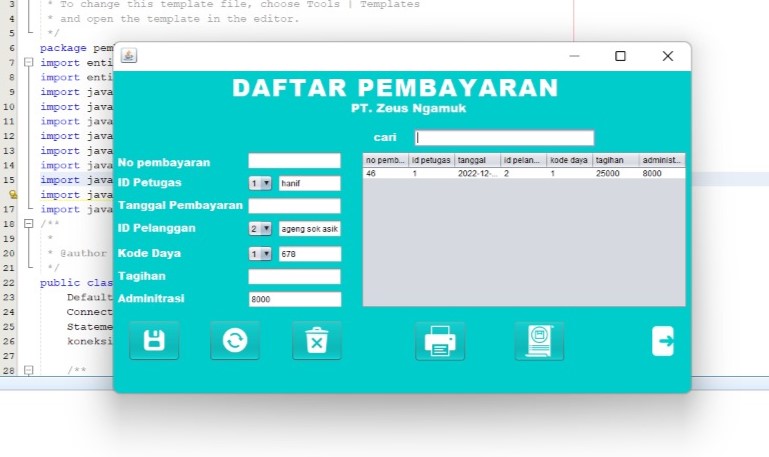 3 * To change this template file, choose Tools | Templates
4 * and open the template in the editor.
5 */
6 package pem
7 import enti
8 import enti
9 import java
10 import java
11 import java
12 import java
13 import java
14 import java
15 import java
import java
17 import java
18 /**
19 *
20 * @author
21 */
22 public clas
23 Default
24 Connect
25 Stateme
26 koneksi
27
28 /**
DAFTAR PEMBAYARAN
PT. Zeus Ngamuk
cari
No pembayaran
ID Petugas 1 hanif
Tanggal Pembayaran
ID Pelanggan 2 ageng sok asik
Kode Daya 1 678
Tagihan
Adminitrasi 8000
no pemb... id petugas tanggal id pelan... kode daya tagihan administ...
46 1 2022-12-... 2 1 25000 8000